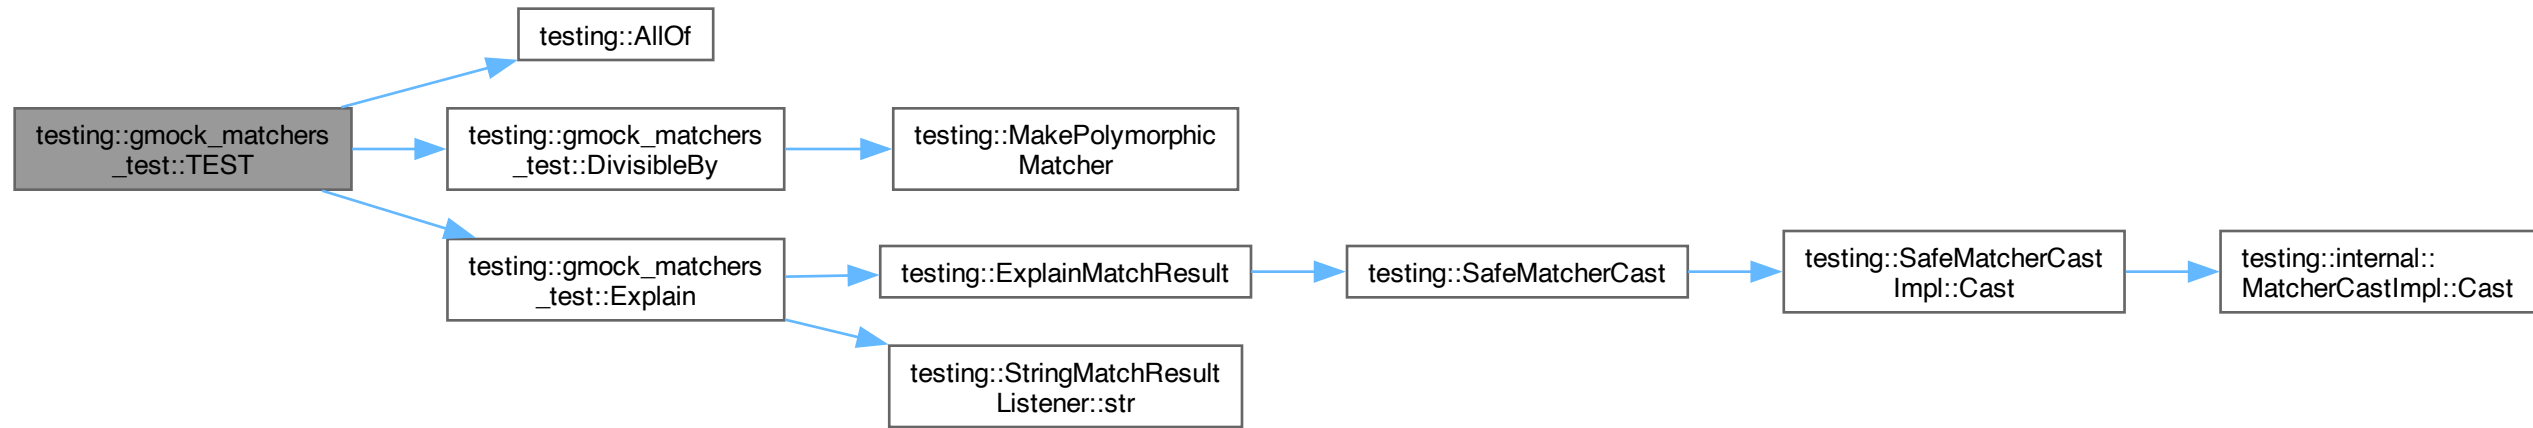 testing::AllOf
testing::gmock_matchers
_test::TEST
testing::gmock_matchers
_test::DivisibleBy
testing::MakePolymorphic
Matcher
testing::gmock_matchers
_test::Explain
testing::ExplainMatchResult
testing::SafeMatcherCast
testing::SafeMatcherCast
Impl::Cast
testing::internal::
MatcherCastImpl::Cast
testing::StringMatchResult
Listener::str